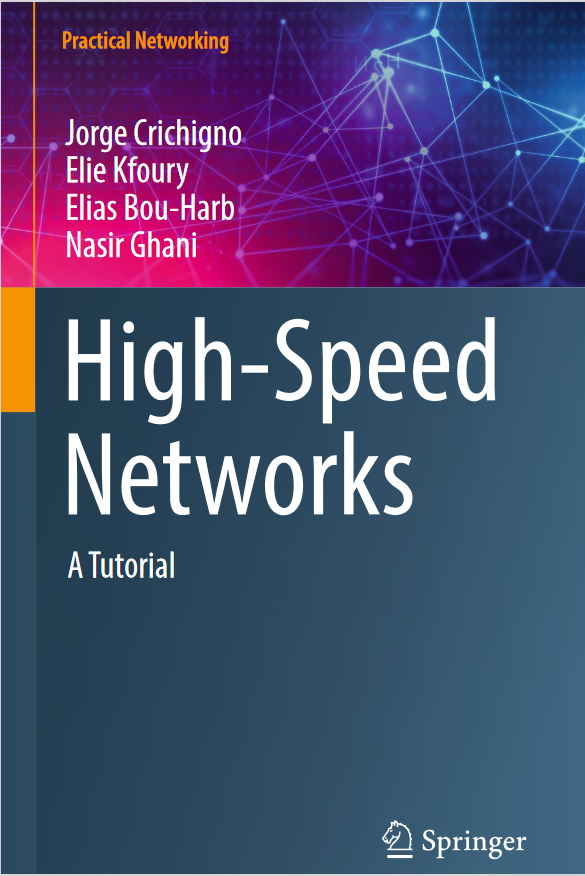 Practical Networking
Jorge Crichigno
Elie Kfoury
Elias Bou-Harb
Nasir Ghani
High-Speed
Networks
A Tutorial
Springer